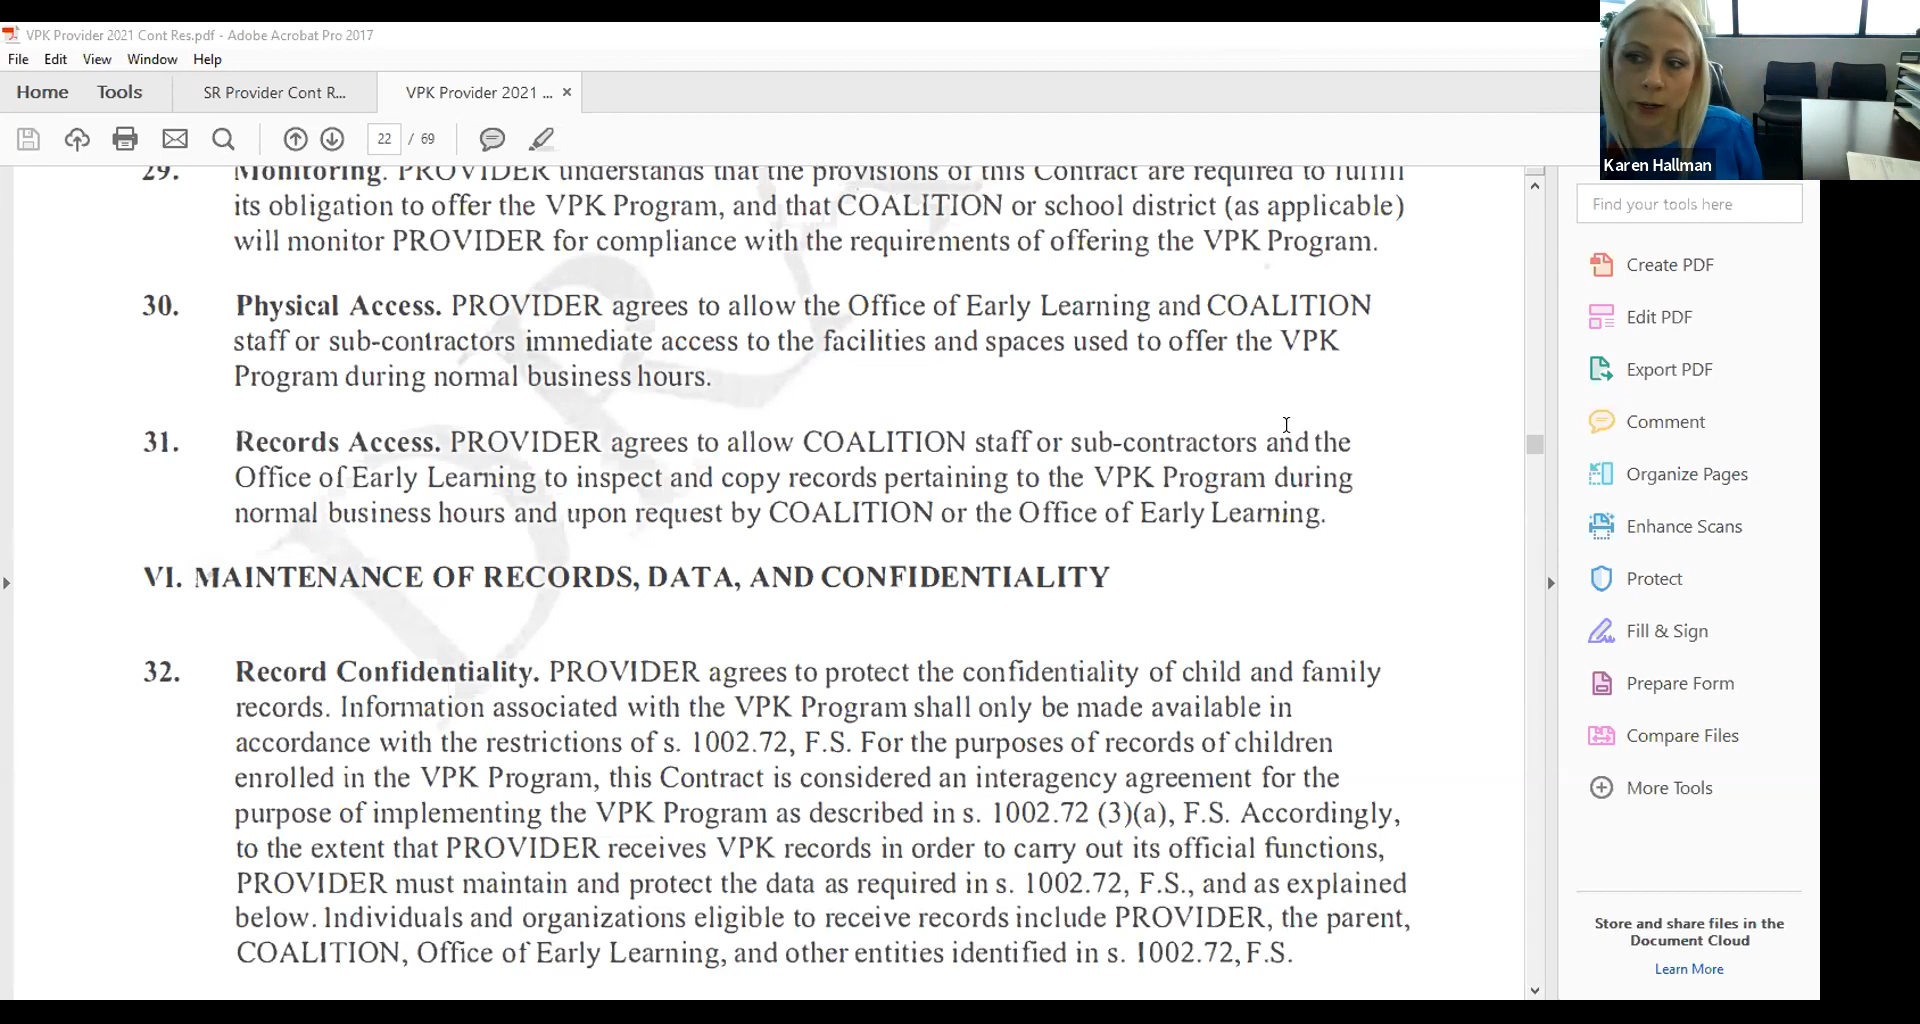 VPK Provider 2021 Cont Res.pdf - Adobe Acrobat Pro 2017
File Edit View Window Help
Home Tools SR Provider Cont R... VPK Provider 2021 ... ×
22 / 69
Karen Hallman
29. Monitoring. PROVIDER understands that the provisions of this Contract are required to fulfill
its obligation to offer the VPK Program, and that COALITION or school district (as applicable)
will monitor PROVIDER for compliance with the requirements of offering the VPK Program.
30. Physical Access. PROVIDER agrees to allow the Office of Early Learning and COALITION
staff or sub-contractors immediate access to the facilities and spaces used to offer the VPK
Program during normal business hours.
31. Records Access. PROVIDER agrees to allow COALITION staff or sub-contractors and the
Office of Early Learning to inspect and copy records pertaining to the VPK Program during
normal business hours and upon request by COALITION or the Office of Early Learning.
VI. MAINTENANCE OF RECORDS, DATA, AND CONFIDENTIALITY
32. Record Confidentiality. PROVIDER agrees to protect the confidentiality of child and family
records. Information associated with the VPK Program shall only be made available in
accordance with the restrictions of s. 1002.72, F.S. For the purposes of records of children
enrolled in the VPK Program, this Contract is considered an interagency agreement for the
purpose of implementing the VPK Program as described in s. 1002.72 (3)(a), F.S. Accordingly,
to the extent that PROVIDER receives VPK records in order to carry out its official functions,
PROVIDER must maintain and protect the data as required in s. 1002.72, F.S., and as explained
below. Individuals and organizations eligible to receive records include PROVIDER, the parent,
COALITION, Office of Early Learning, and other entities identified in s. 1002.72, F.S.
Find your tools here
Create PDF
Edit PDF
Export PDF
Comment
Organize Pages
Enhance Scans
Protect
Fill & Sign
Prepare Form
Compare Files
More Tools
Store and share files in the
Document Cloud
Learn More